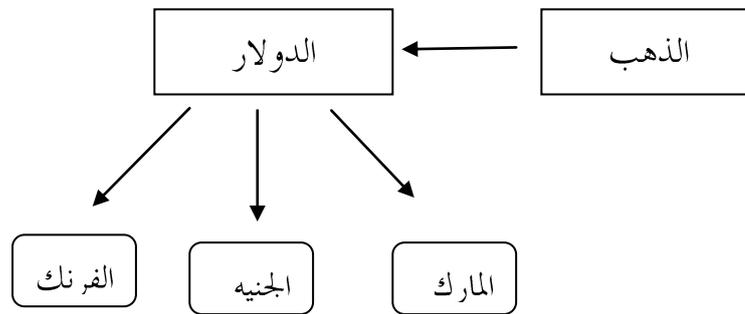 الذهب
الدولار
المارك
الجنيه
الفرنك